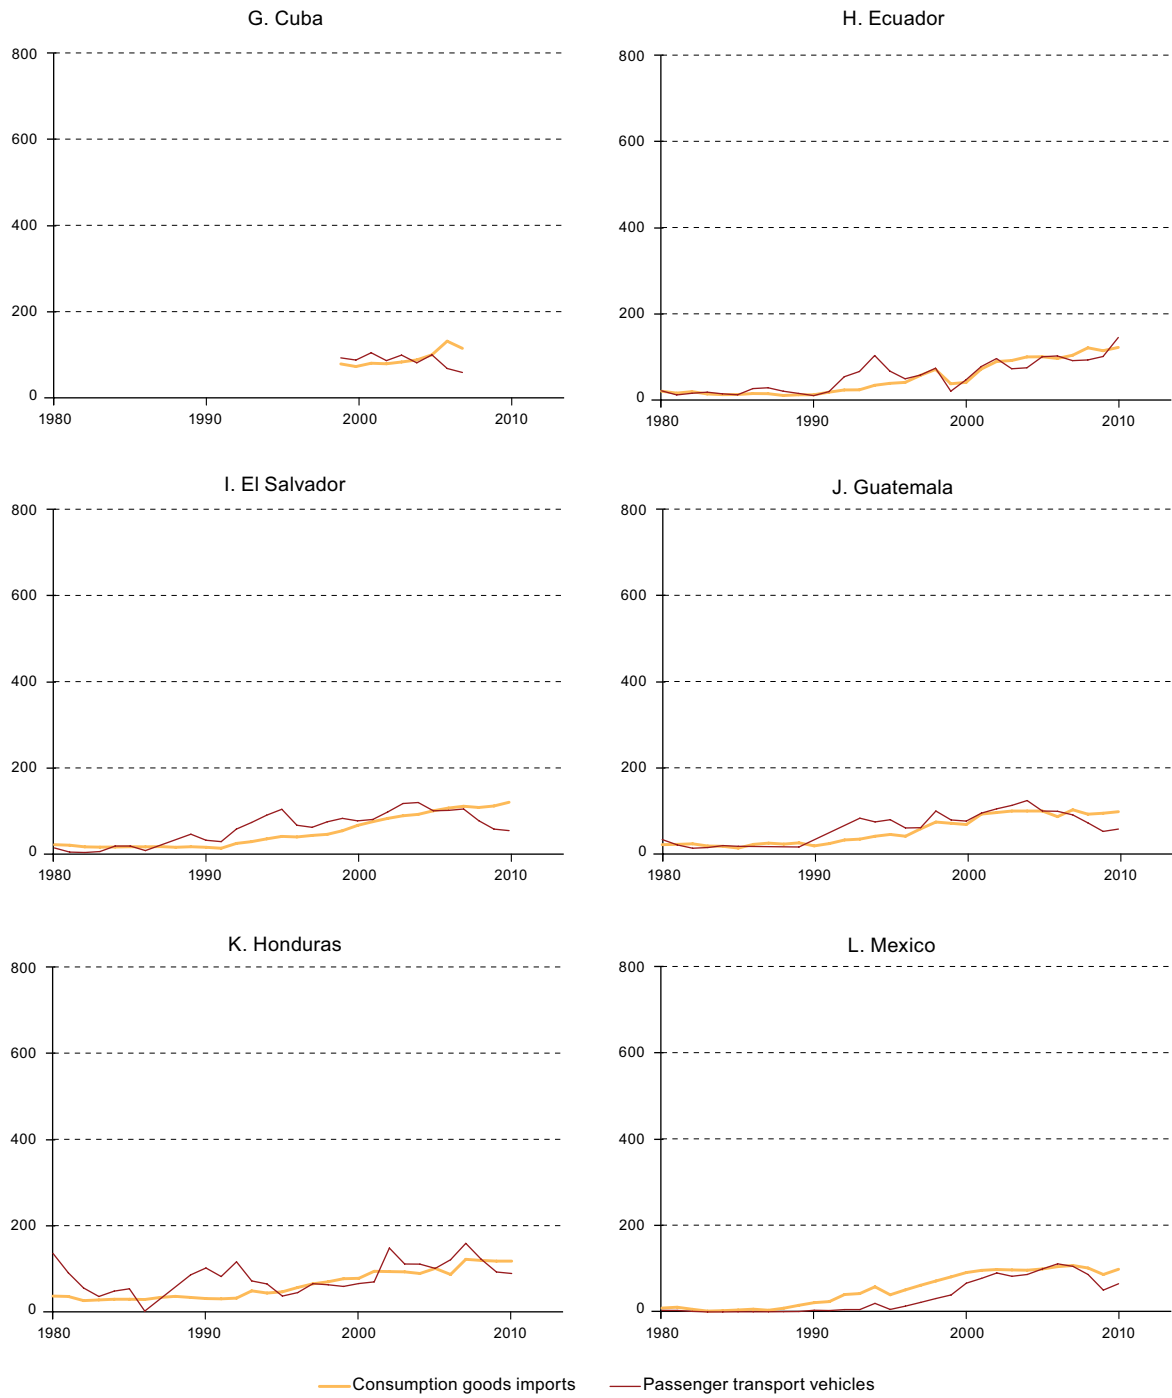 G. Cuba
800
600
400
200
0
1980 1990 2000 2010
H. Ecuador
800
600
400
200
0
1980 1990 2000 2010
I. El Salvador
800
600
400
200
0
1980 1990 2000 2010
J. Guatemala
800
600
400
200
0
1980 1990 2000 2010
K. Honduras
800
600
400
200
0
1980 1990 2000 2010
L. Mexico
800
600
400
200
0
1980 1990 2000 2010
Consumption goods imports Passenger transport vehicles